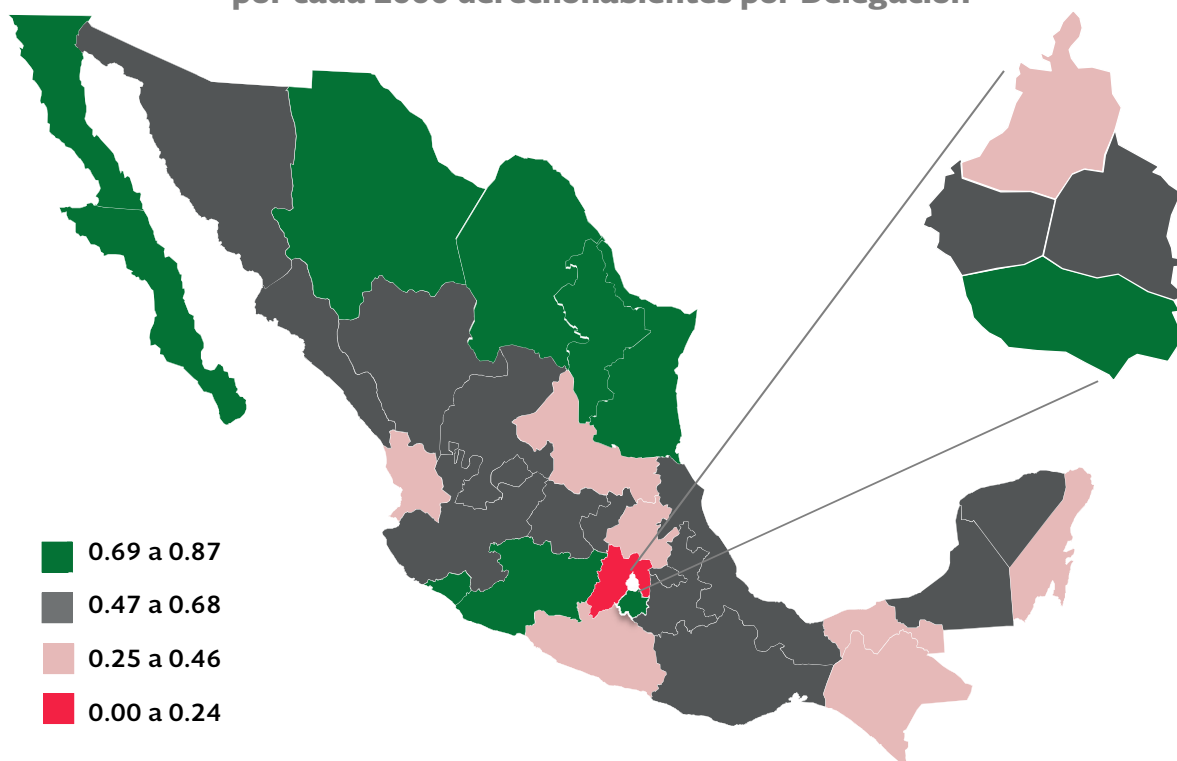 por cada 2000 derechohabientes por Delegación
0.69 a 0.87
0.47 a 0.68
0.25 a 0.46
0.00 a 0.24